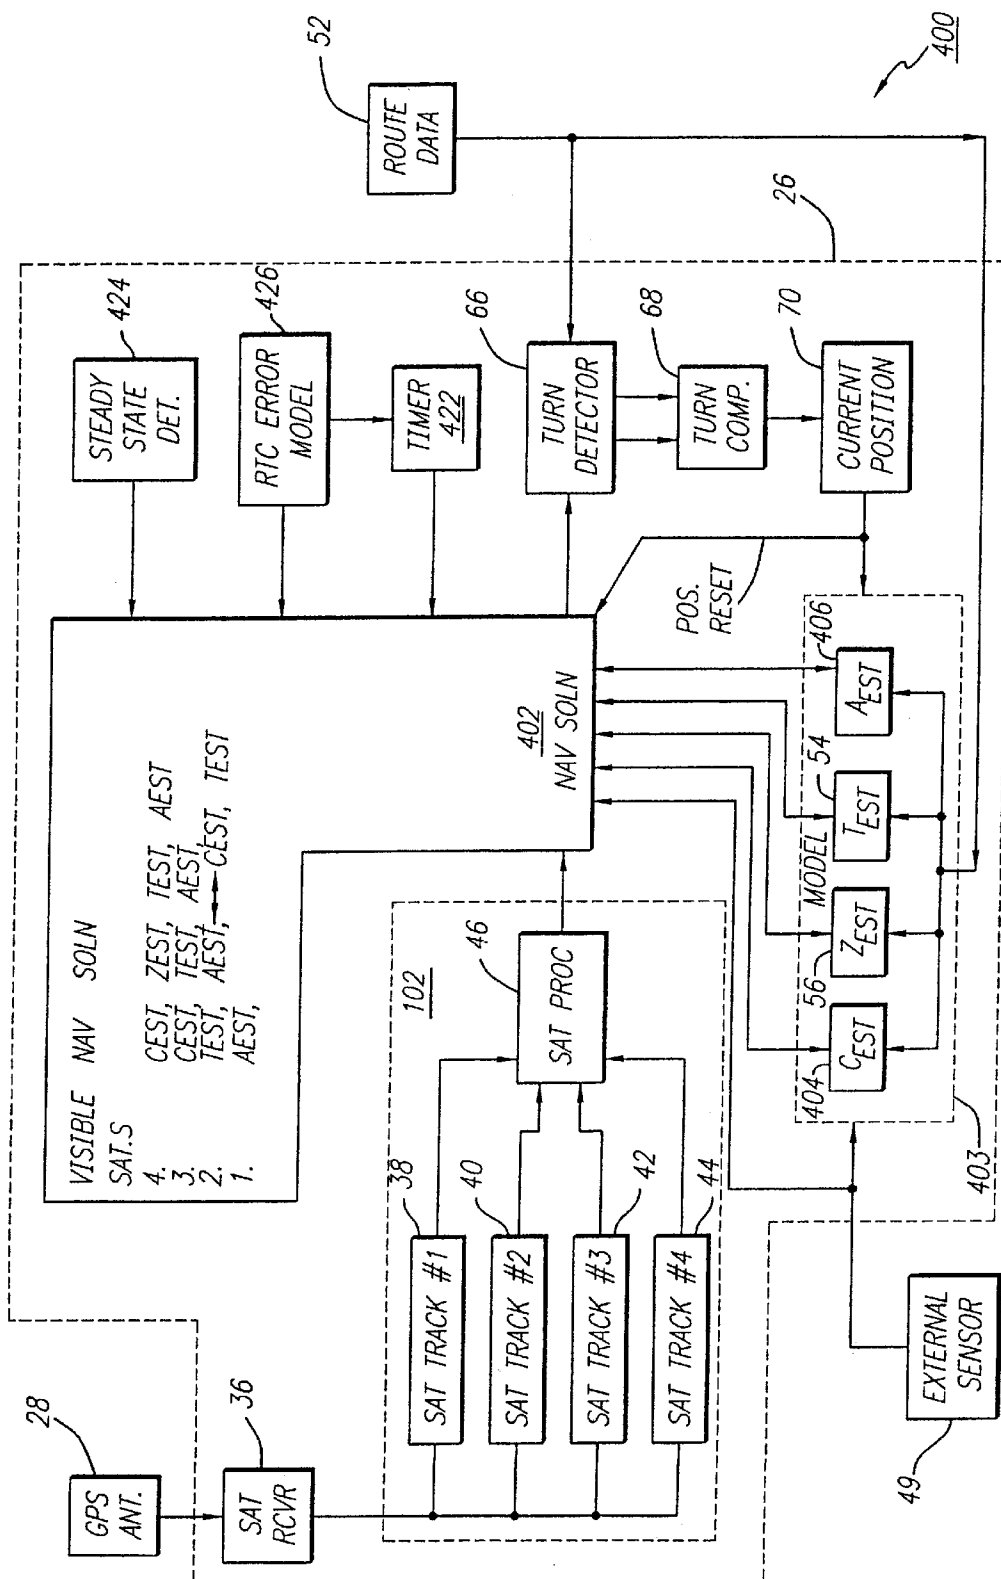 28
GPS
ANT.
36
SAT
RCVR
VISIBLE NAV SOLN
SAT.S
4. CEST, ZEST, TEST, AEST
3. CEST, TEST, AEST,
2. TEST, AEST, CEST, TEST
1. AEST,
402
NAV SOLN
STEADY
STATE
DET.
424
RTC ERROR
MODEL
426
TIMER
422
ROUTE
DATA
52
400
26
102
38
SAT TRACK #1
40
SAT TRACK #2
42
SAT TRACK #3
44
SAT TRACK #4
46
SAT PROC
66
TURN
DETECTOR
68
TURN
COMP.
70
CURRENT
POSITION
POS.
RESET
MODEL
404
CEST
56
ZEST
54
TEST
406
AEST
403
EXTERNAL
SENSOR
49